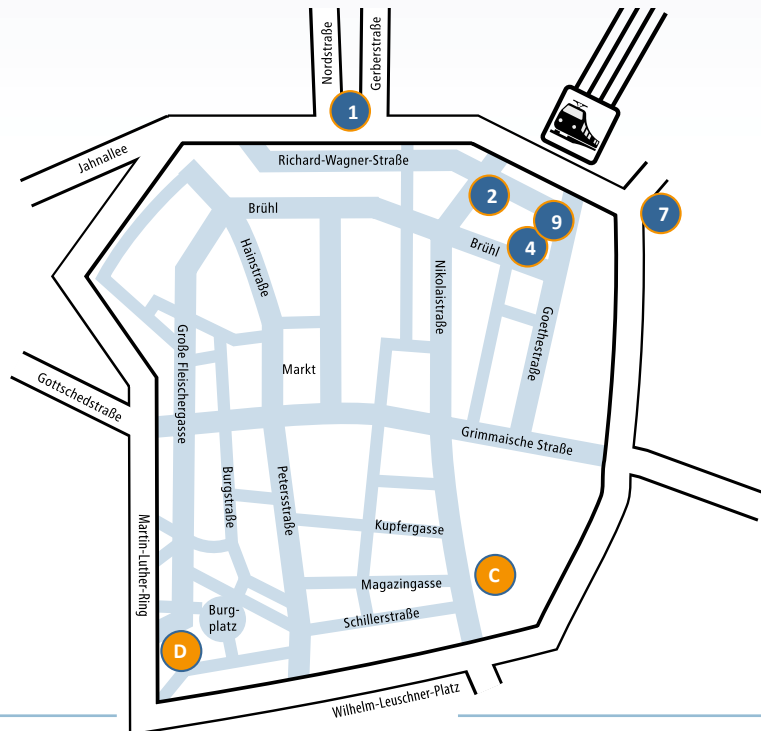 Nordstraße
Gerberstraße
1
Jahnallee
Richard-Wagner-Straße
2
7
Brühl
9
Brühl
4
Hainstraße
Nikolaistraße
Goethestraße
Große Fleischergasse
Markt
Gottschedstraße
Grimmaische Straße
Burgstraße
Petersstraße
Kupfergasse
Martin-Luther-Ring
C
Magazingasse
Burg-
platz
Schillerstraße
D
Wilhelm-Leuschner-Platz